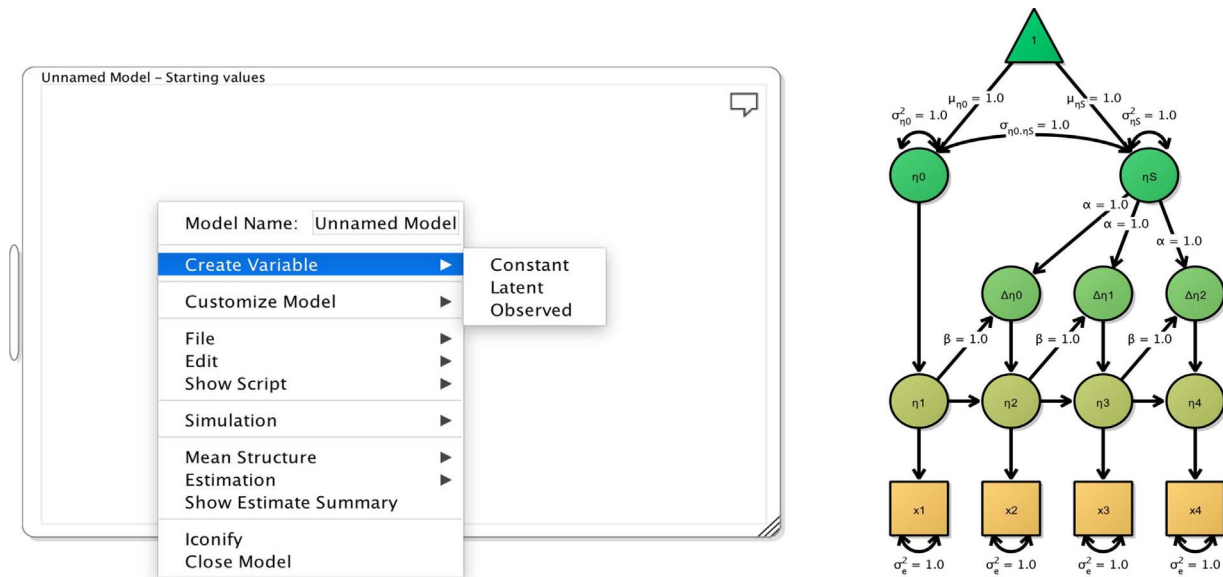 Unnamed Model – Starting values
Model Name: Unnamed Model
Create Variable
Constant
Latent
Observed
Customize Model
File
Edit
Show Script
Simulation
Mean Structure
Estimation
Show Estimate Summary
Iconify
Close Model
1
μη0 = 1.0
μηS = 1.0
σ²η0 = 1.0
σ²ηS = 1.0
ση0.ηS = 1.0
η0
ηS
α = 1.0
α = 1.0
α = 1.0
Δη0
Δη1
Δη2
β = 1.0
β = 1.0
β = 1.0
η1
η2
η3
η4
x1
x2
x3
x4
σ²e = 1.0
σ²e = 1.0
σ²e = 1.0
σ²e = 1.0